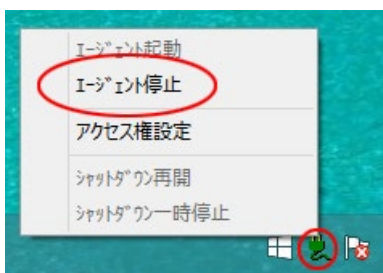 ｴｰｼﾞｪﾝﾄ起動
ｴｰｼﾞｪﾝﾄ停止
アクセス権設定
ｼｬｯﾄﾀﾞｳﾝ再開
ｼｬｯﾄﾀﾞｳﾝ一時停止